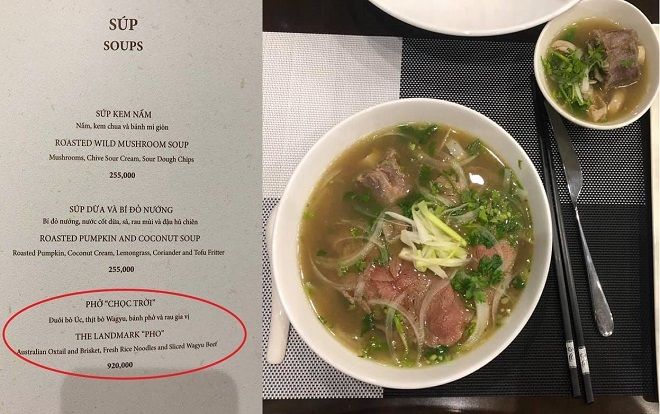 SÚP
SOUPS
SÚP KEM NẤM
Nấm, kem chua và bánh mì giòn
ROASTED WILD MUSHROOM SOUP
Mushrooms, Chive Sour Cream, Sour Dough Chips
255,000
SÚP DỪA VÀ BÍ ĐỎ NƯỚNG
Bí đỏ nướng, nước cốt dừa, sả, rau mùi và đậu hũ chiên
ROASTED PUMPKIN AND COCONUT SOUP
Roasted Pumpkin, Coconut Cream, Lemongrass, Coriander and Tofu Fritter
255,000
PHỞ "CHỌC TRỜI"
Đuôi bò Úc, thịt bò Wagyu, bánh phở và rau gia vị
THE LANDMARK "PHO"
Australian Oxtail and Brisket, Fresh Rice Noodles and Sliced Wagyu Beef
920,000